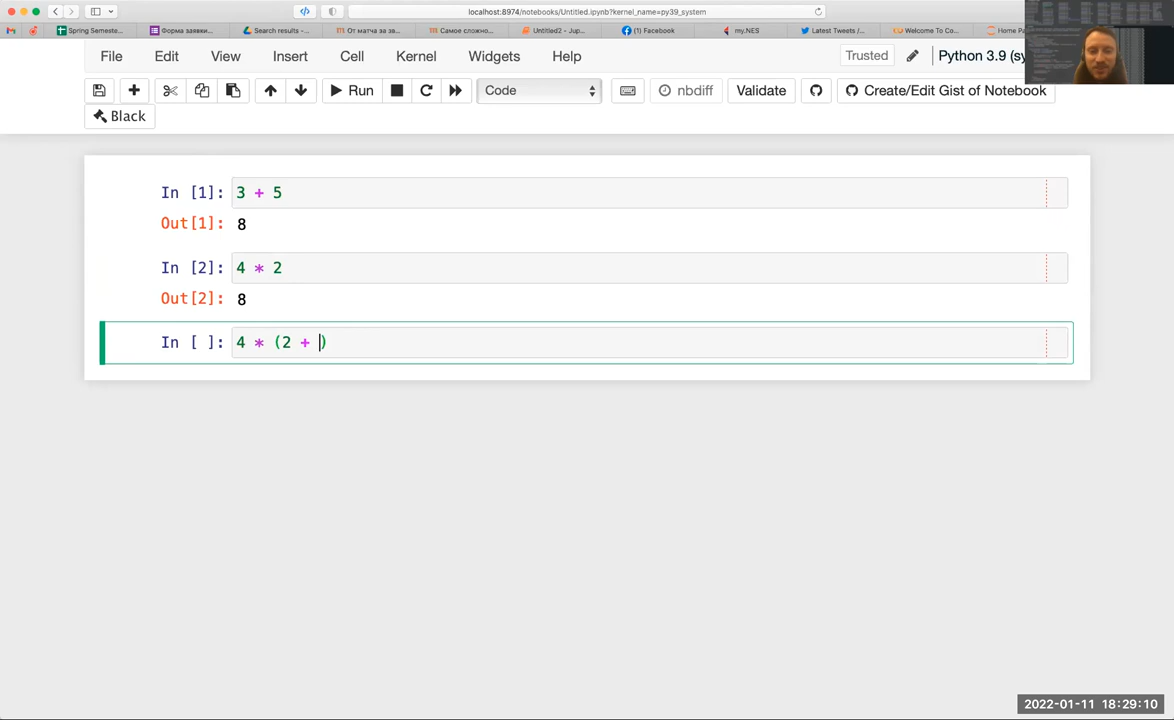 localhost:8974/notebooks/Untitled.ipynb?kernel_name=py39_system
Spring Semeste...
Форма заявки...
Search results -...
От матча за зв...
Самое сложно...
Untitled2 - Jup...
(1) Facebook
my.NES
Latest Tweets /...
Welcome To Co...
Home Pa
File Edit View Insert Cell Kernel Widgets Help
Trusted
Python 3.9 (sy
Run
Code
nbdiff
Validate
Create/Edit Gist of Notebook
Black
In [1]: 3 + 5
Out[1]: 8
In [2]: 4 * 2
Out[2]: 8
In [ ]: 4 * (2 + )
2022-01-11 18:29:10